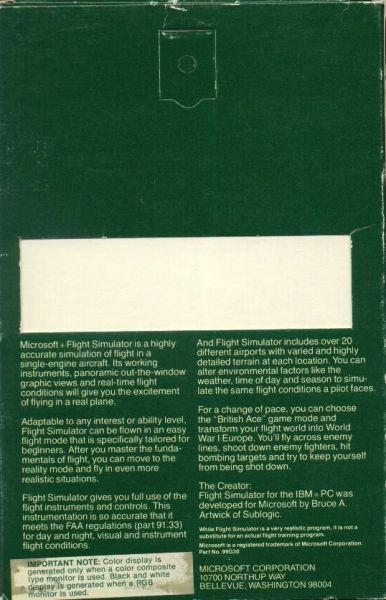 Microsoft® Flight Simulator is a highly
accurate simulation of flight in a
single-engine aircraft. Its working
instruments, panoramic out-the-window
graphic views and real-time flight
conditions will give you the excitement
of flying in a real plane.
Adaptable to any interest or ability level,
Flight Simulator can be flown in an easy
flight mode that is specifically tailored for
beginners. After you master the funda-
mentals of flight, you can move to the
reality mode and fly in even more
realistic situations.
Flight Simulator gives you full use of the
flight instruments and controls. This
instrumentation is so accurate that it
meets the FAA regulations (part 91.33)
for day and night, visual and instrument
flight conditions.
IMPORTANT NOTE: Color display is
generated only when a color composite
type monitor is used. Black and white
display is generated when a RGB
monitor is used.
And Flight Simulator includes over 20
different airports with varied and highly
detailed terrain at each location. You can
alter environmental factors like the
weather, time of day and season to simu-
late the same flight conditions a pilot faces.
For a change of pace, you can choose
the "British Ace" game mode and
transform your flight world into World
War I Europe. You'll fly across enemy
lines, shoot down enemy fighters, hit
bombing targets and try to keep yourself
from being shot down.
The Creator:
Flight Simulator for the IBM® PC was
developed for Microsoft by Bruce A.
Artwick of Sublogic.
While Flight Simulator is a very realistic program, it is not a
substitute for an actual flight training program.
Microsoft is a registered trademark of Microsoft Corporation.
Part No. 99G30
MICROSOFT CORPORATION
10700 NORTHUP WAY
BELLEVUE, WASHINGTON 98004